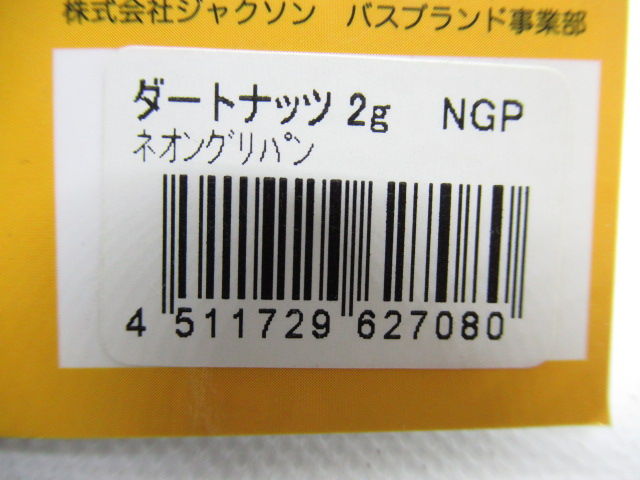 株式会社ジャクソン　バスブランド事業部
ダートナッツ 2g　NGP
ネオングリパン
4 511729 627080